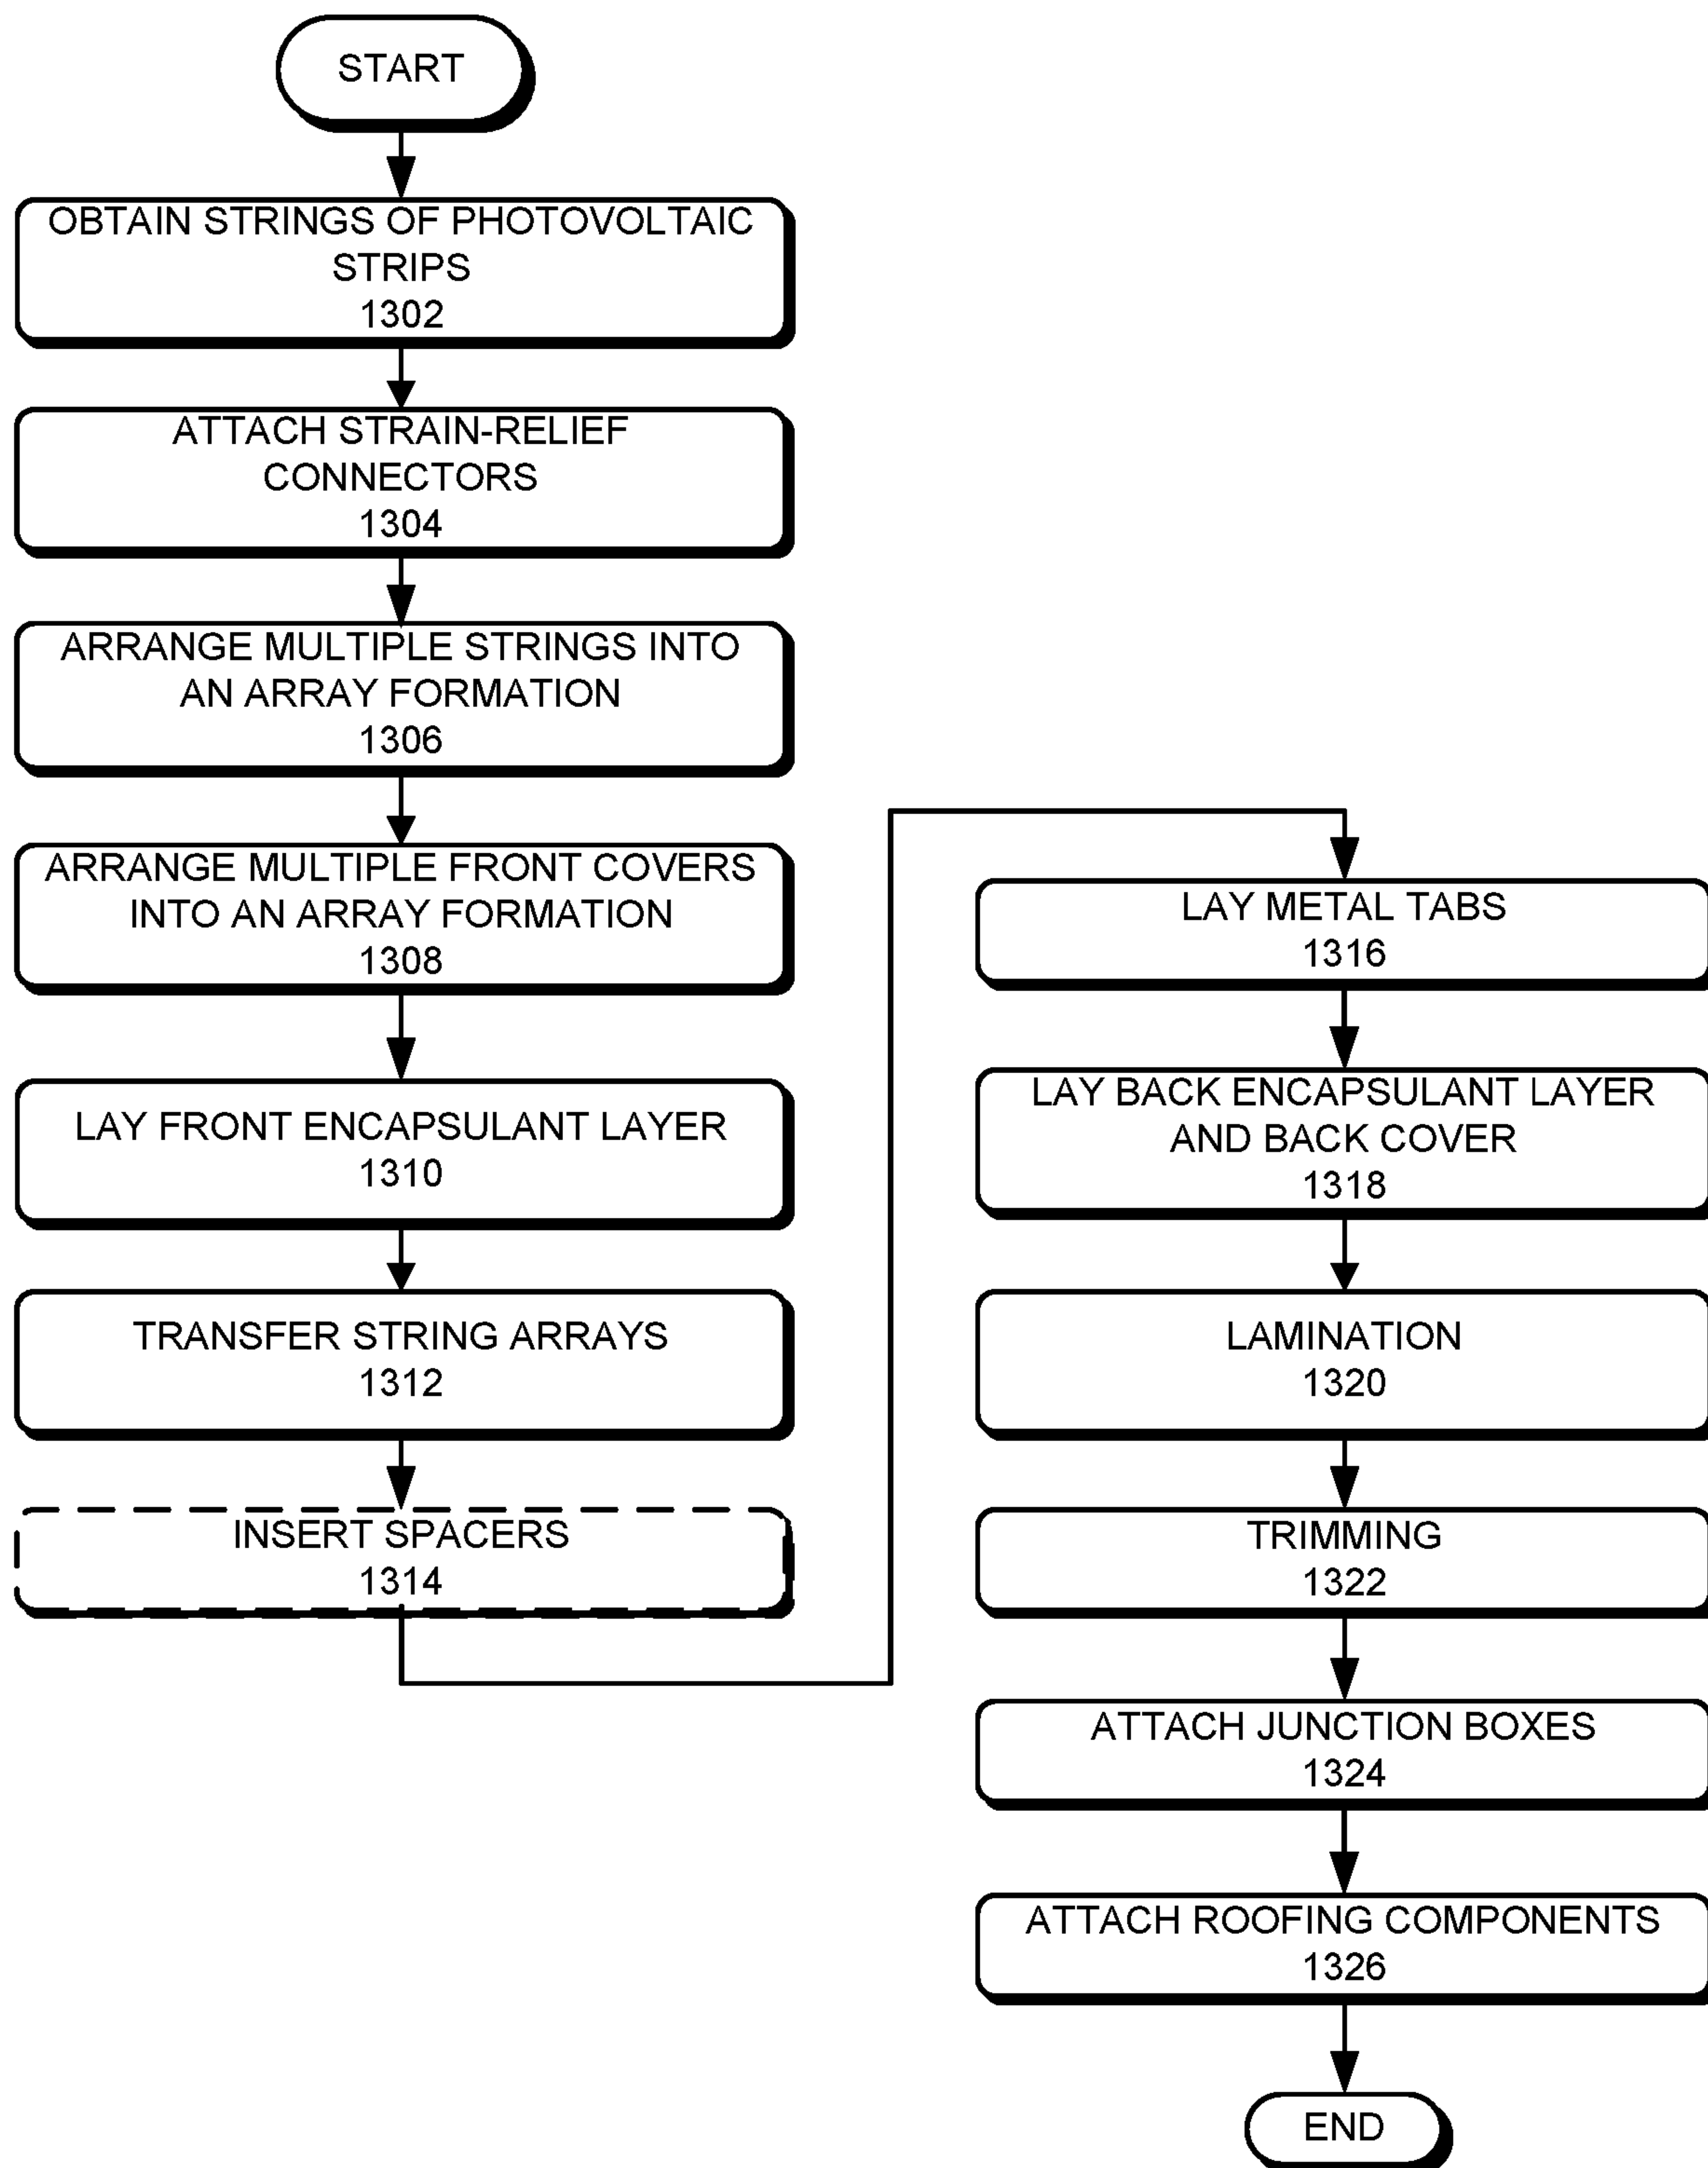 START
OBTAIN STRINGS OF PHOTOVOLTAIC
STRIPS
1302
ATTACH STRAIN-RELIEF
CONNECTORS
1304
ARRANGE MULTIPLE STRINGS INTO
AN ARRAY FORMATION
1306
ARRANGE MULTIPLE FRONT COVERS
INTO AN ARRAY FORMATION
1308
LAY FRONT ENCAPSULANT LAYER
1310
TRANSFER STRING ARRAYS
1312
INSERT SPACERS
1314
LAY METAL TABS
1316
LAY BACK ENCAPSULANT LAYER
AND BACK COVER
1318
LAMINATION
1320
TRIMMING
1322
ATTACH JUNCTION BOXES
1324
ATTACH ROOFING COMPONENTS
1326
END